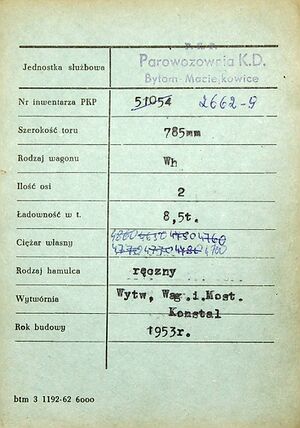 P.K.P.
Jednostka służbowa Parowozownia K.D.
Bytom-Maciejkowice
Nr inwentarza PKP 51054 2662-9
Szerokość toru 785mm
Rodzaj wagonu Wh
Ilość osi 2
Ładowność w t. 8,5t.
4760
Ciężar własny
Rodzaj hamulca ręczny
Wytwórnia Wytw, Wag.i.Most.
Konstal
Rok budowy 1953r.
btm 3 1192-62 6000